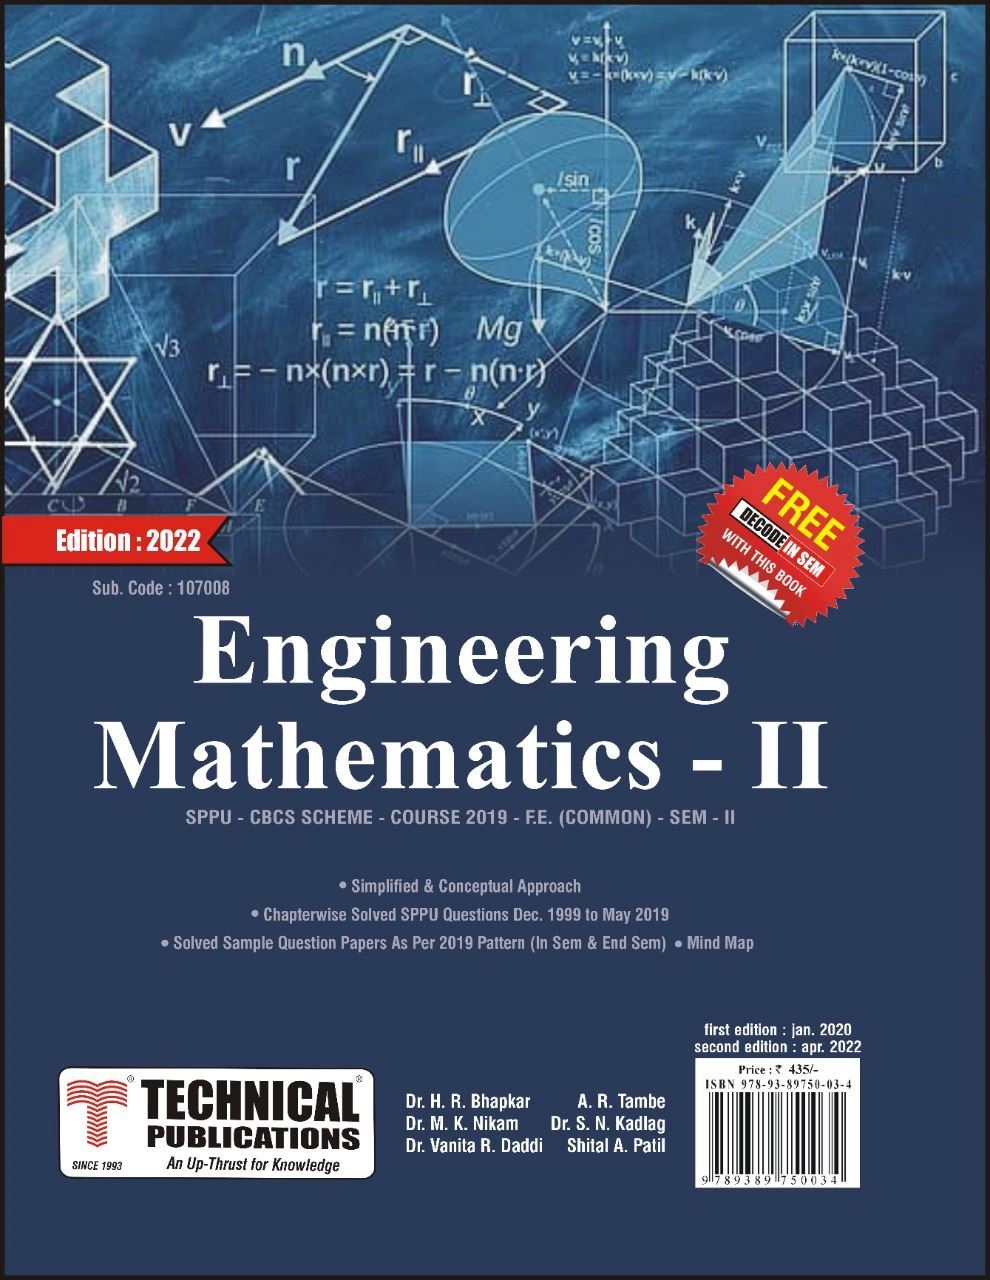 n
v
r
r⊥
r||
v = v + v
k×(k×v)(1-cosθ)
c
b
/sin
/cos
k×v
k
k·v
θ
r = r|| + r⊥
r|| = n(n·r)
Mg
r⊥ = – n×(n×r) = r – n(n·r)
√3
θ
x
y
(x',y')
√2
C
B
F
E
Edition : 2022
FREE
DECODE IN SEM
WITH THIS BOOK
Sub. Code : 107008
Engineering
Mathematics - II
SPPU - CBCS SCHEME - COURSE 2019 - F.E. (COMMON) - SEM - II
• Simplified & Conceptual Approach
• Chapterwise Solved SPPU Questions Dec. 1999 to May 2019
• Solved Sample Question Papers As Per 2019 Pattern (In Sem & End Sem) • Mind Map
first edition : jan. 2020
second edition : apr. 2022
Price : ₹ 435/-
ISBN 978-93-89750-03-4
9 789389 750034
® TECHNICAL ®
PUBLICATIONS
SINCE 1993 An Up-Thrust for Knowledge
Dr. H. R. Bhapkar A. R. Tambe
Dr. M. K. Nikam Dr. S. N. Kadlag
Dr. Vanita R. Daddi Shital A. Patil